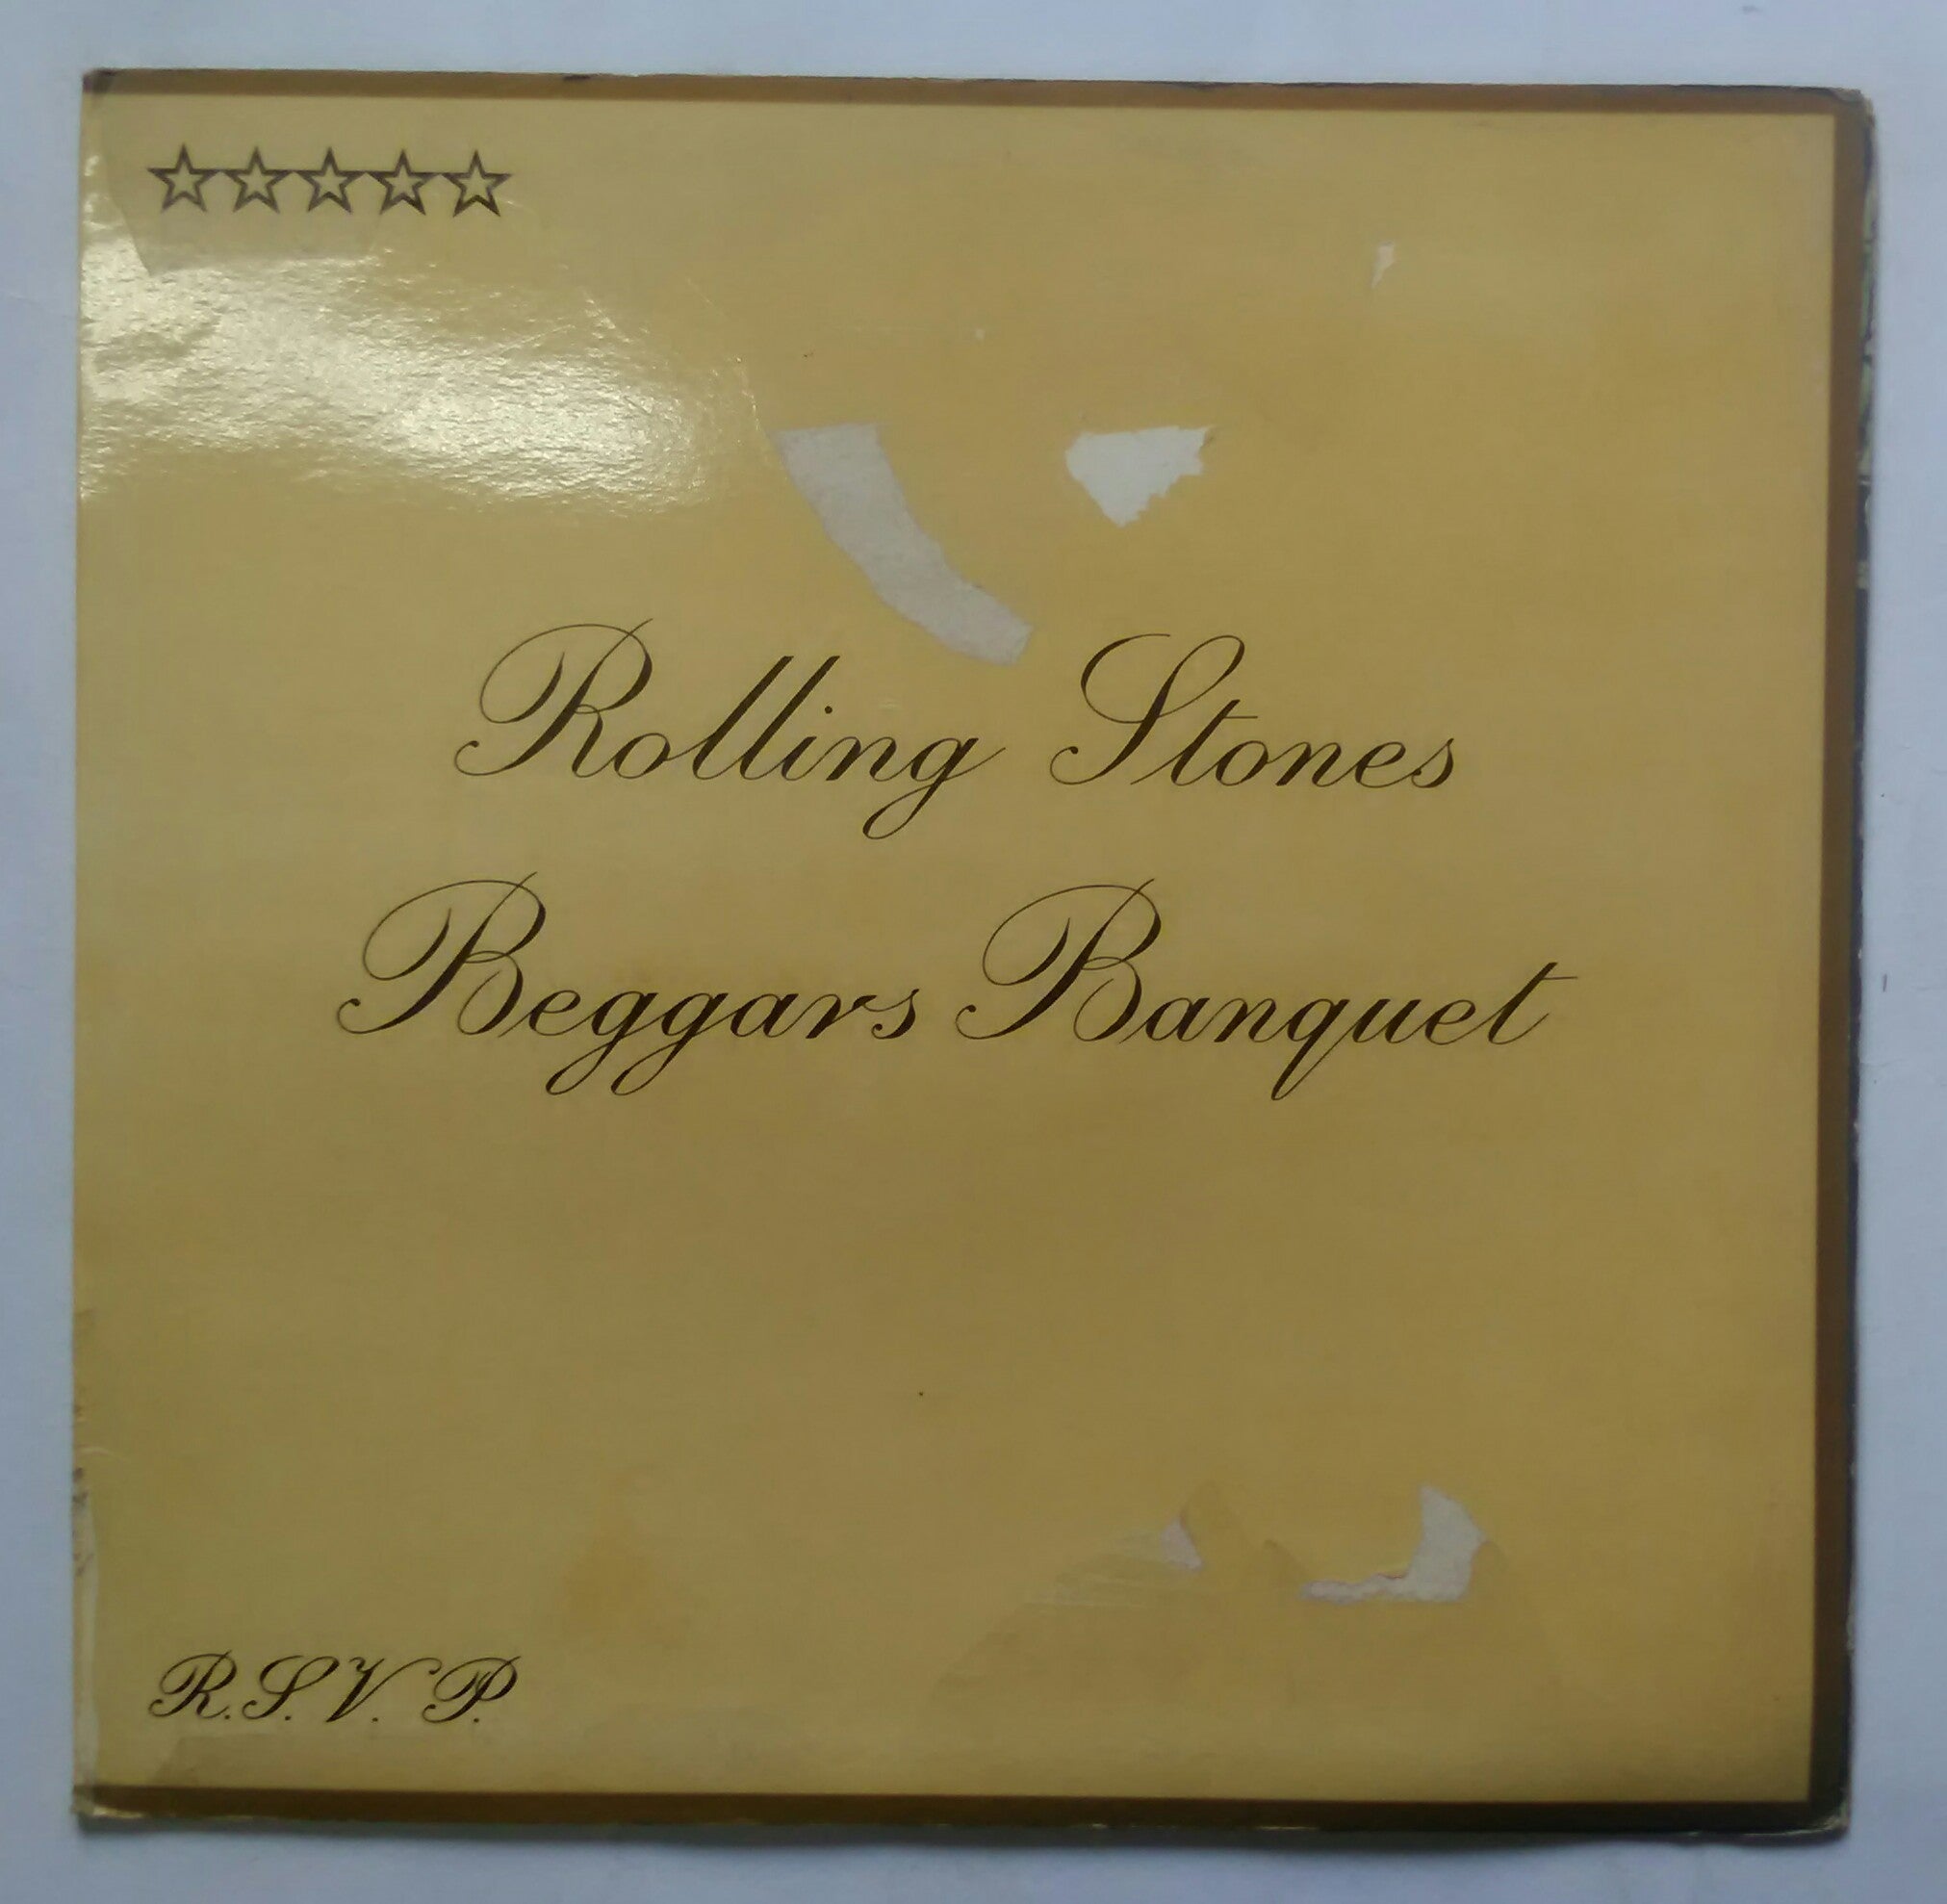 Rolling Stones
Beggars Banquet
R.S.V.P.